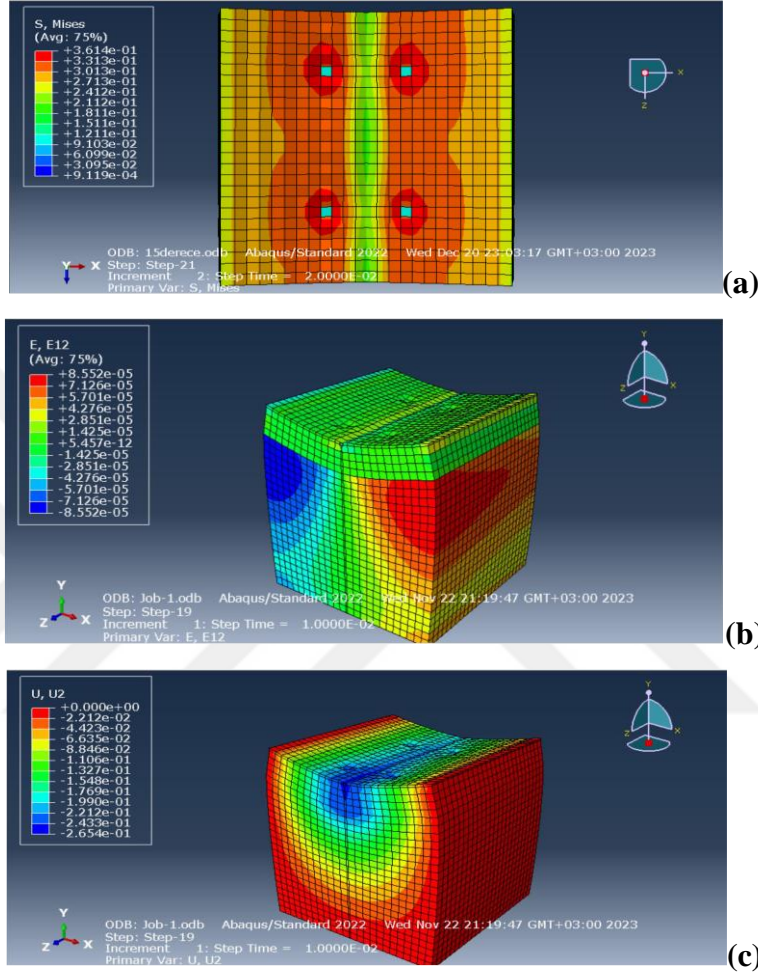 S, Mises
(Avg: 75%)
+3.614e-01
+3.313e-01
+3.013e-01
+2.713e-01
+2.412e-01
+2.112e-01
+1.811e-01
+1.511e-01
+1.211e-01
+9.103e-02
+6.099e-02
+3.095e-02
+9.119e-04
X
Z
Y X
ODB: 15derece.odb Abaqus/Standard 2022 Wed Dec 20 23:03:17 GMT+03:00 2023
Step: Step-21
Increment 2: Step Time = 2.0000E-02
Primary Var: S, Mises
(a)
E, E12
(Avg: 75%)
+8.552e-05
+7.126e-05
+5.701e-05
+4.276e-05
+2.851e-05
+1.425e-05
+5.457e-12
-1.425e-05
-2.851e-05
-4.276e-05
-5.701e-05
-7.126e-05
-8.552e-05
Y
Z X
Y
Z X
ODB: Job-1.odb Abaqus/Standard 2022 Wed Nov 22 21:19:47 GMT+03:00 2023
Step: Step-19
Increment 1: Step Time = 1.0000E-02
Primary Var: E, E12
(b)
U, U2
+0.000e+00
-2.212e-02
-4.423e-02
-6.635e-02
-8.846e-02
-1.106e-01
-1.327e-01
-1.548e-01
-1.769e-01
-1.990e-01
-2.212e-01
-2.433e-01
-2.654e-01
Y
Z X
Y
Z X
ODB: Job-1.odb Abaqus/Standard 2022 Wed Nov 22 21:19:47 GMT+03:00 2023
Step: Step-19
Increment 1: Step Time = 1.0000E-02
Primary Var: U, U2
(c)